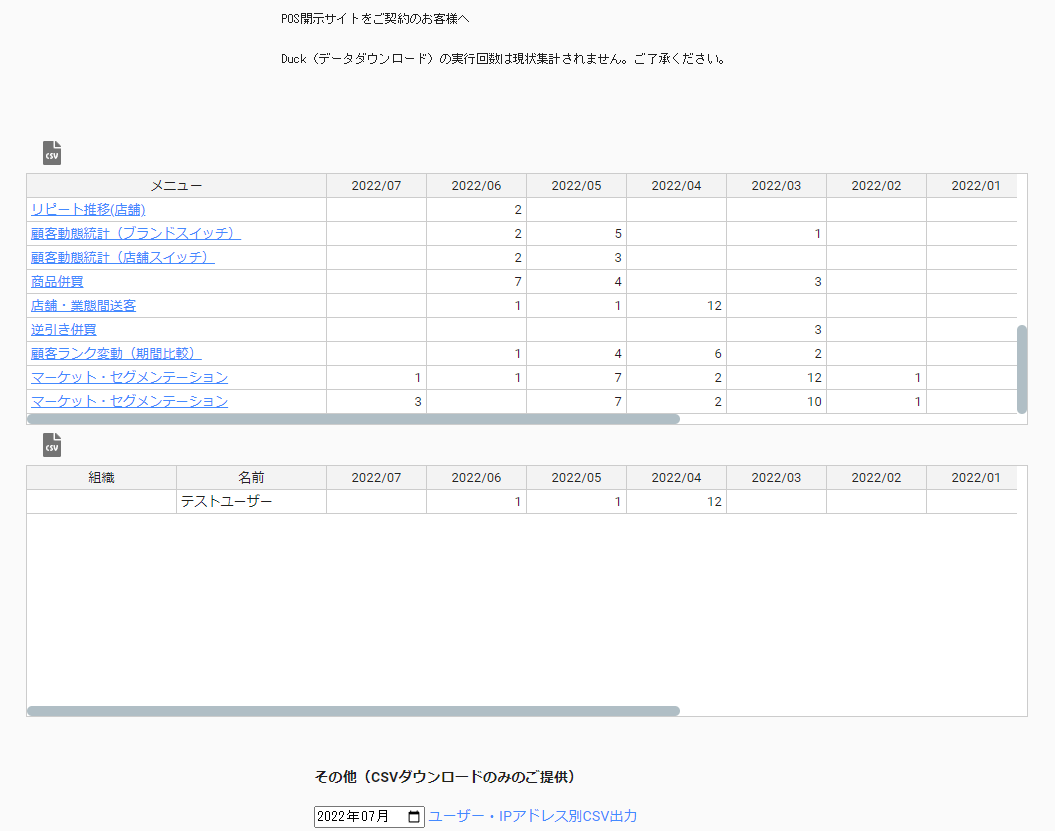 POS開示サイトをご契約のお客様へ
Duck（データダウンロード）の実行回数は現状集計されません。ご了承ください。
CSV
メニュー 2022/07 2022/06 2022/05 2022/04 2022/03 2022/02 2022/01
リピート推移(店舗) 2
顧客動態統計（ブランドスイッチ） 2 5 1
顧客動態統計（店舗スイッチ） 2 3
商品併買 7 4 3
店舗・業態間送客 1 1 12
逆引き併買 3
顧客ランク変動（期間比較） 1 4 6 2
マーケット・セグメンテーション 1 1 7 2 12 1
マーケット・セグメンテーション 3 7 2 10 1
CSV
組織 名前 2022/07 2022/06 2022/05 2022/04 2022/03 2022/02 2022/01
テストユーザー 1 1 12
その他（CSVダウンロードのみのご提供）
2022年07月 ユーザー・IPアドレス別CSV出力